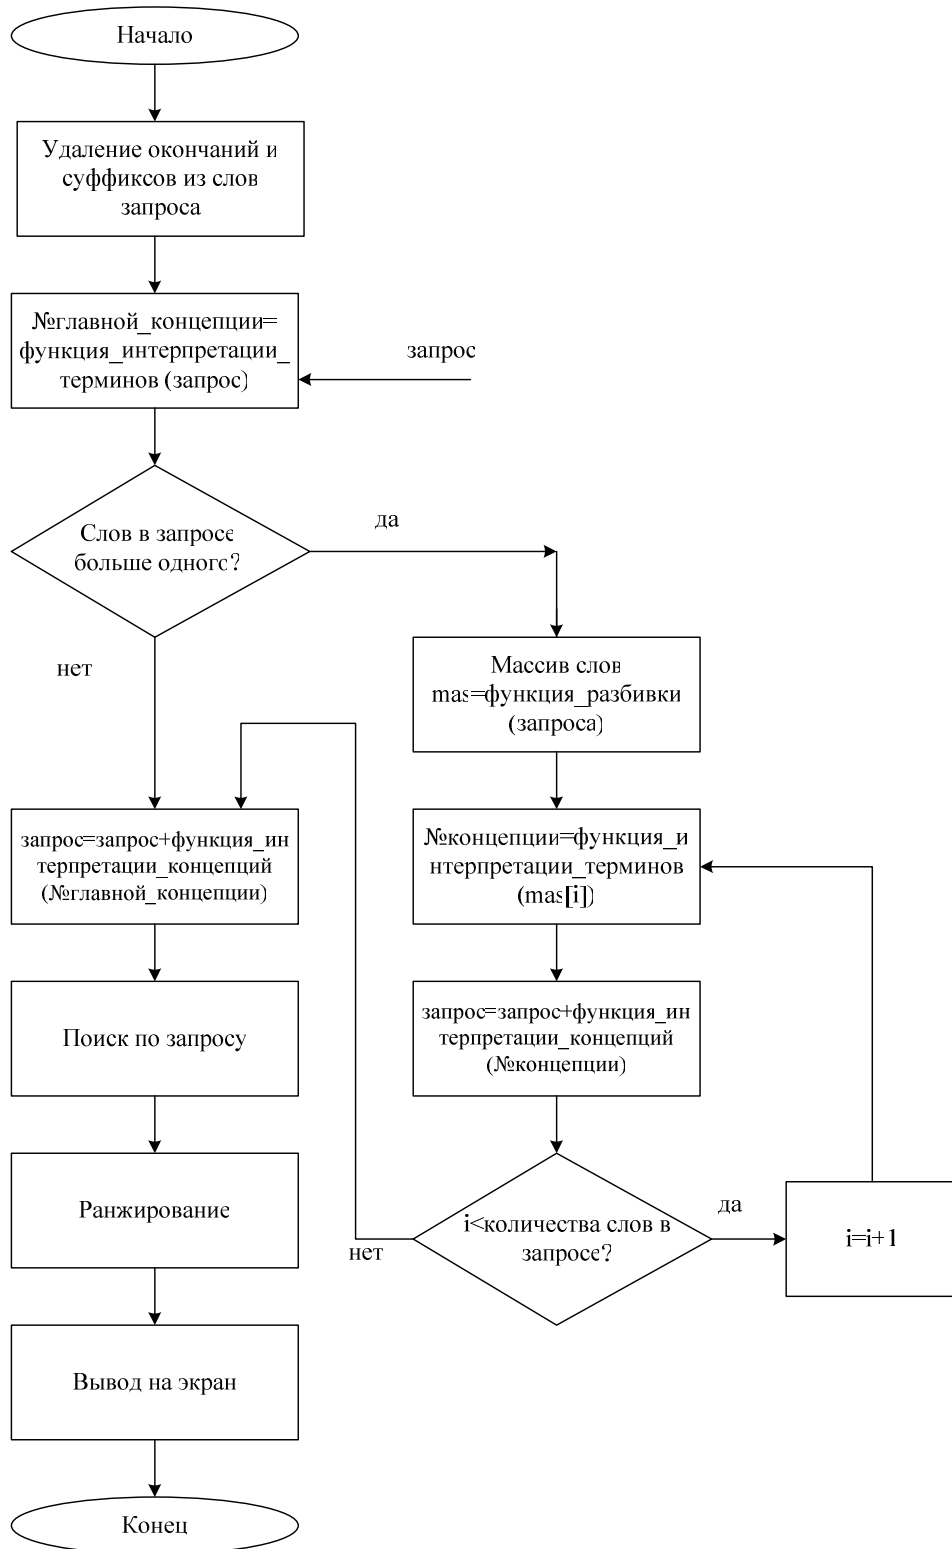 Начало
Удаление окончаний и
суффиксов из слов
запроса
№главной_концепции=
функция_интерпретации_
терминов (запрос)
запрос
Слов в запросе
больше одного?
да
нет
Массив слов
mas=функция_разбивки
(запроса)
№концепции=функция_и
нтерпретации_терминов
(mas[i])
запрос=запрос+функция_ин
терпретации_концепций
(№концепции)
i<количества слов в
запросе?
да
нет
i=i+1
запрос=запрос+функция_ин
терпретации_концепций
(№главной_концепции)
Поиск по запросу
Ранжирование
Вывод на экран
Конец